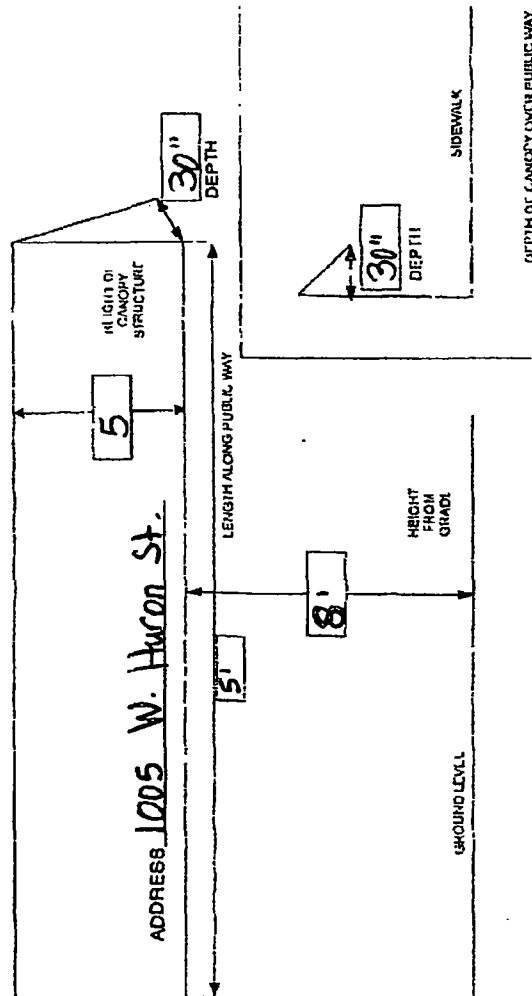 30"
DEPTH
HEIGHT OF
CANOPY
STRUCTURE
5
ADDRESS 1005 W. Huron St.
LENGTH ALONG PUBLIC WAY
5'
8'
HEIGHT
FROM
GRADE
GROUND LEVEL
30"
DEPTH
SIDEWALK
DEPTH OF CANOPY OVER PUBLIC WAY